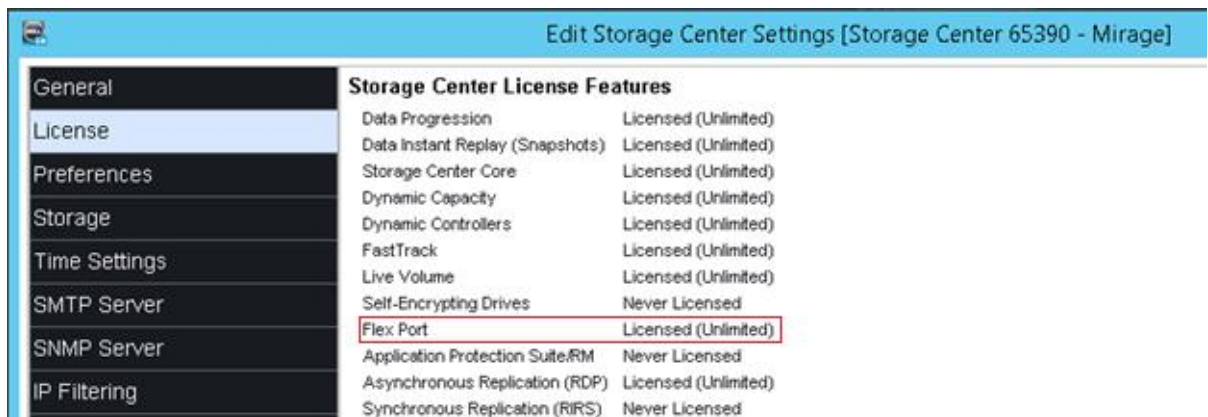 Edit Storage Center Settings [Storage Center 65390 - Mirage]
General
License
Preferences
Storage
Time Settings
SMTP Server
SNMP Server
IP Filtering
Storage Center License Features
Data Progression Licensed (Unlimited)
Data Instant Replay (Snapshots) Licensed (Unlimited)
Storage Center Core Licensed (Unlimited)
Dynamic Capacity Licensed (Unlimited)
Dynamic Controllers Licensed (Unlimited)
FastTrack Licensed (Unlimited)
Live Volume Licensed (Unlimited)
Self-Encrypting Drives Never Licensed
Flex Port Licensed (Unlimited)
Application Protection Suite/RM Never Licensed
Asynchronous Replication (RDP) Licensed (Unlimited)
Synchronous Replication (RIRS) Never Licensed